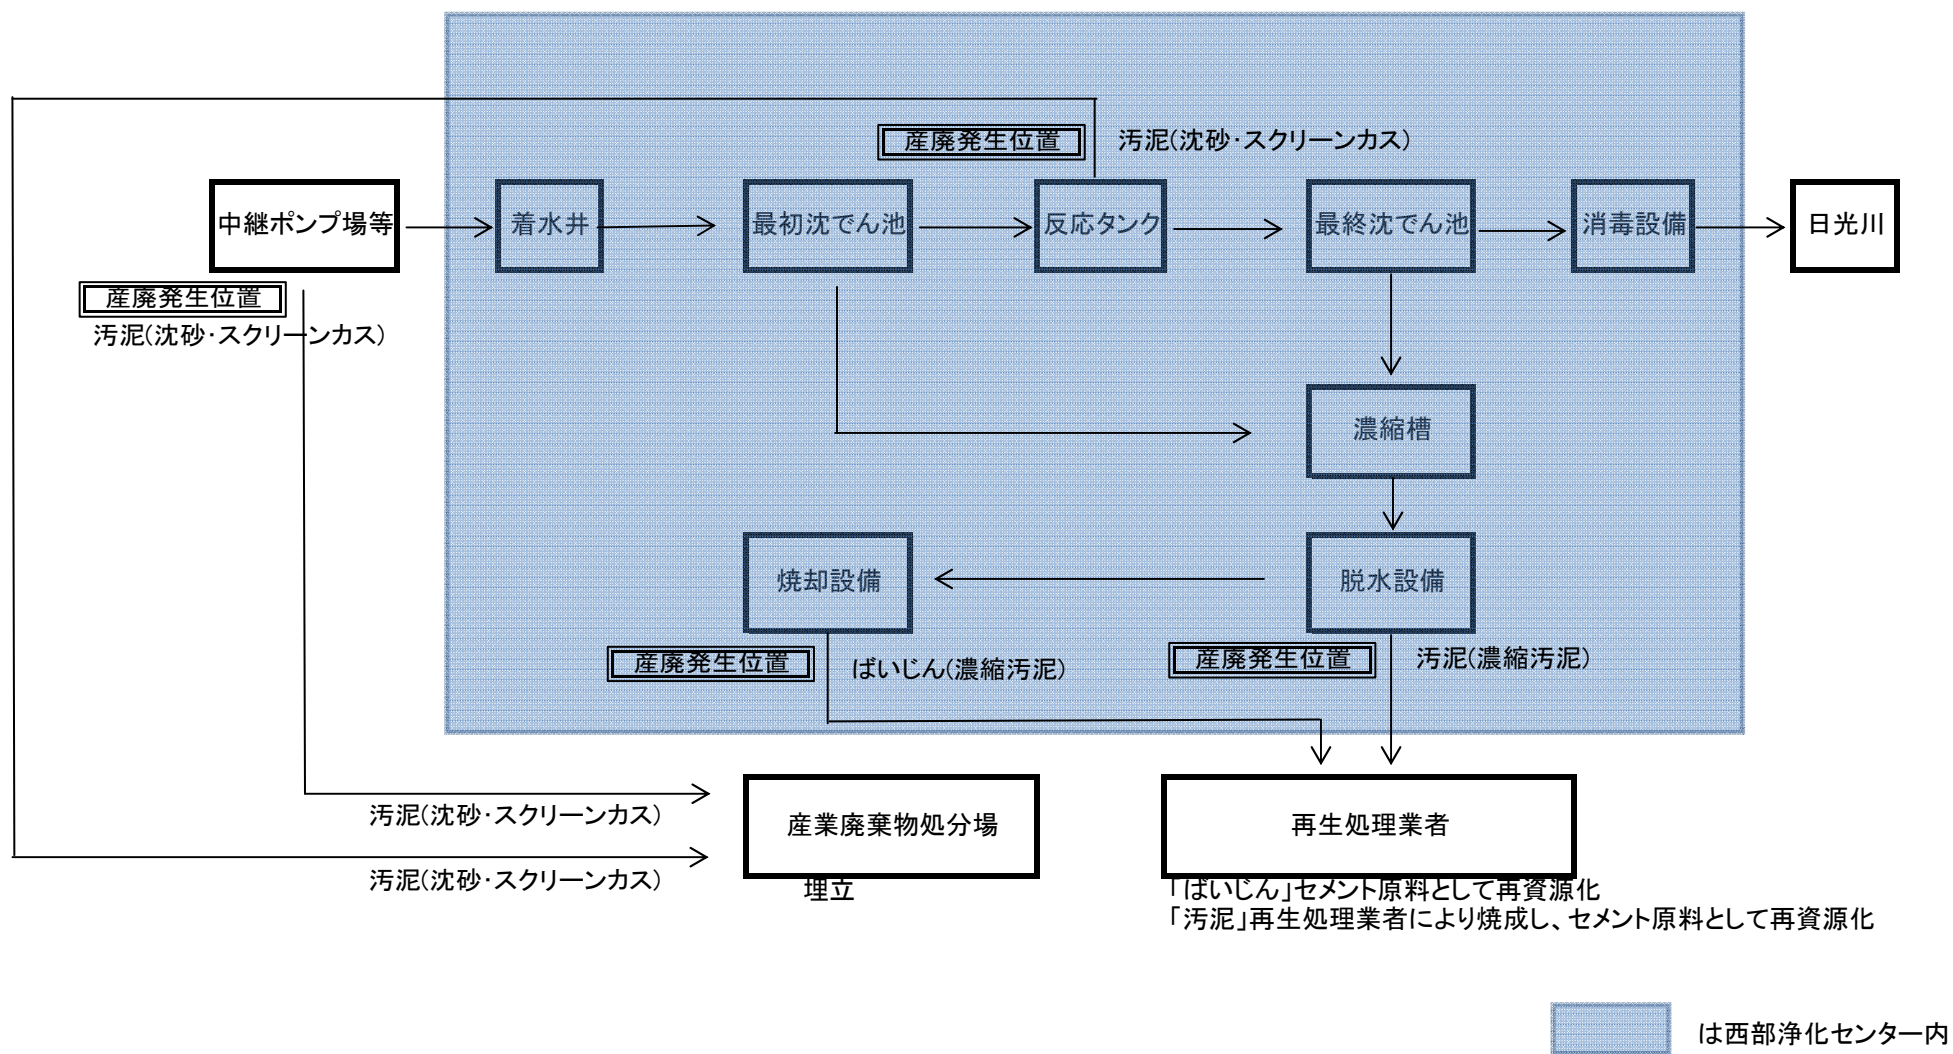 産廃発生位置
汚泥(沈砂・スクリーンカス)
中継ポンプ場等
着水井
最初沈でん池
反応タンク
最終沈でん池
消毒設備
日光川
産廃発生位置
汚泥(沈砂・スクリーンカス)
濃縮槽
焼却設備
脱水設備
産廃発生位置
ばいじん(濃縮汚泥)
産廃発生位置
汚泥(濃縮汚泥)
汚泥(沈砂・スクリーンカス)
産業廃棄物処分場
再生処理業者
汚泥(沈砂・スクリーンカス)
埋立
「ばいじん」セメント原料として再資源化
「汚泥」再生処理業者により焼成し、セメント原料として再資源化
は西部浄化センター内